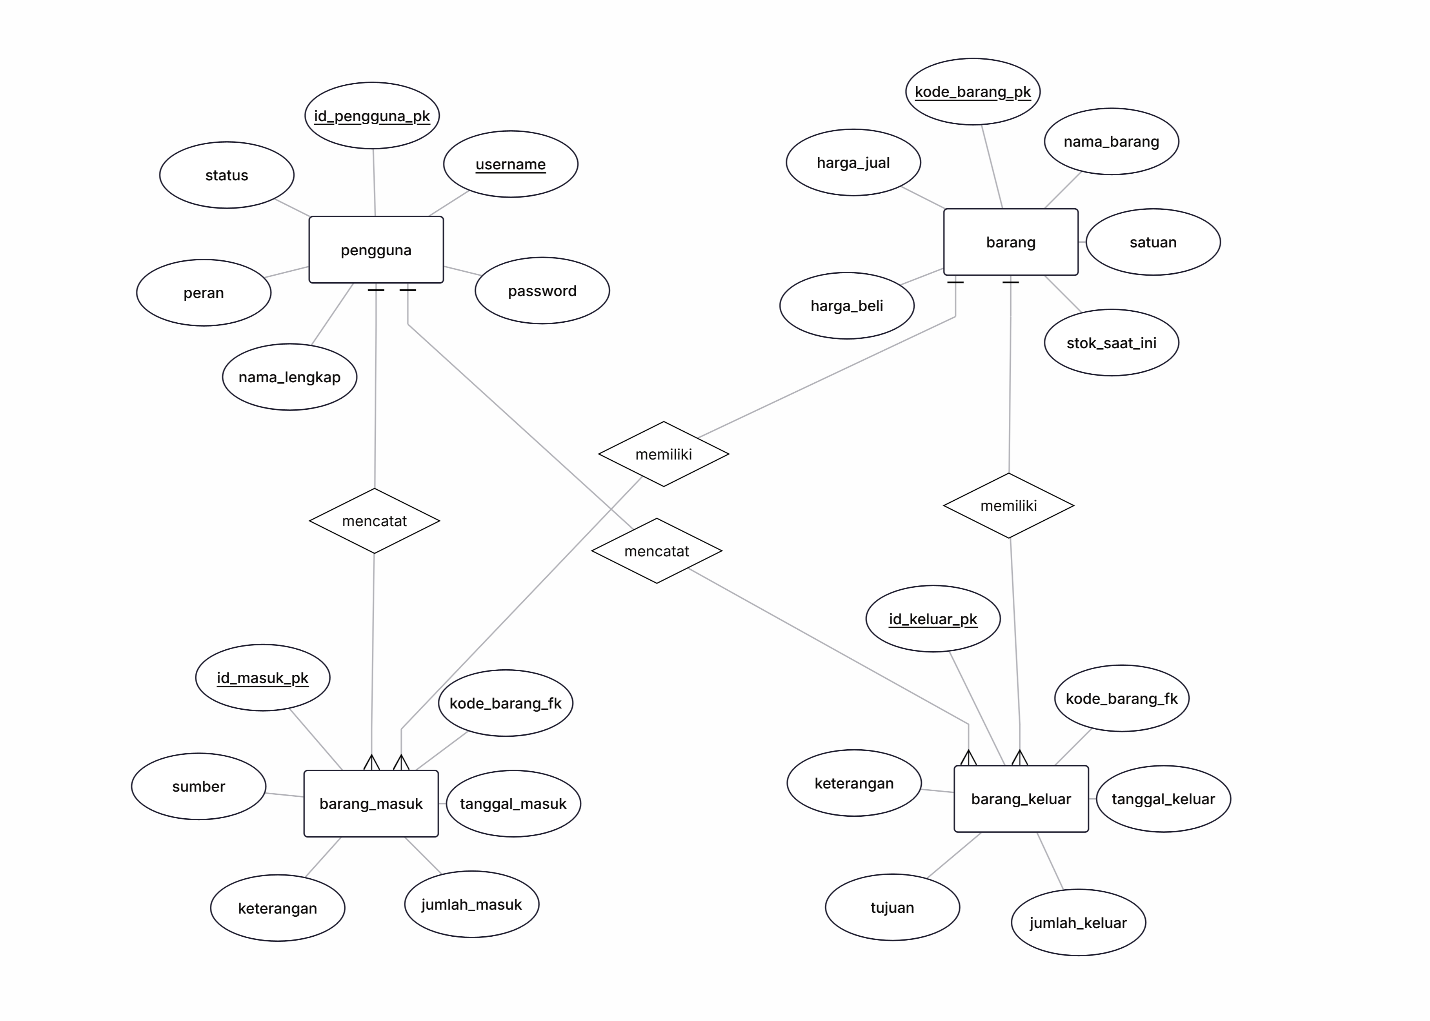 kode_barang_pk
id_pengguna_pk
nama_barang
username
harga_jual
status
barang
satuan
pengguna
password
peran
harga_beli
stok_saat_ini
nama_lengkap
memiliki
memiliki
mencatat
mencatat
id_keluar_pk
id_masuk_pk
kode_barang_fk
kode_barang_fk
keterangan
sumber
barang_masuk
tanggal_masuk
barang_keluar
tanggal_keluar
keterangan
jumlah_masuk
tujuan
jumlah_keluar